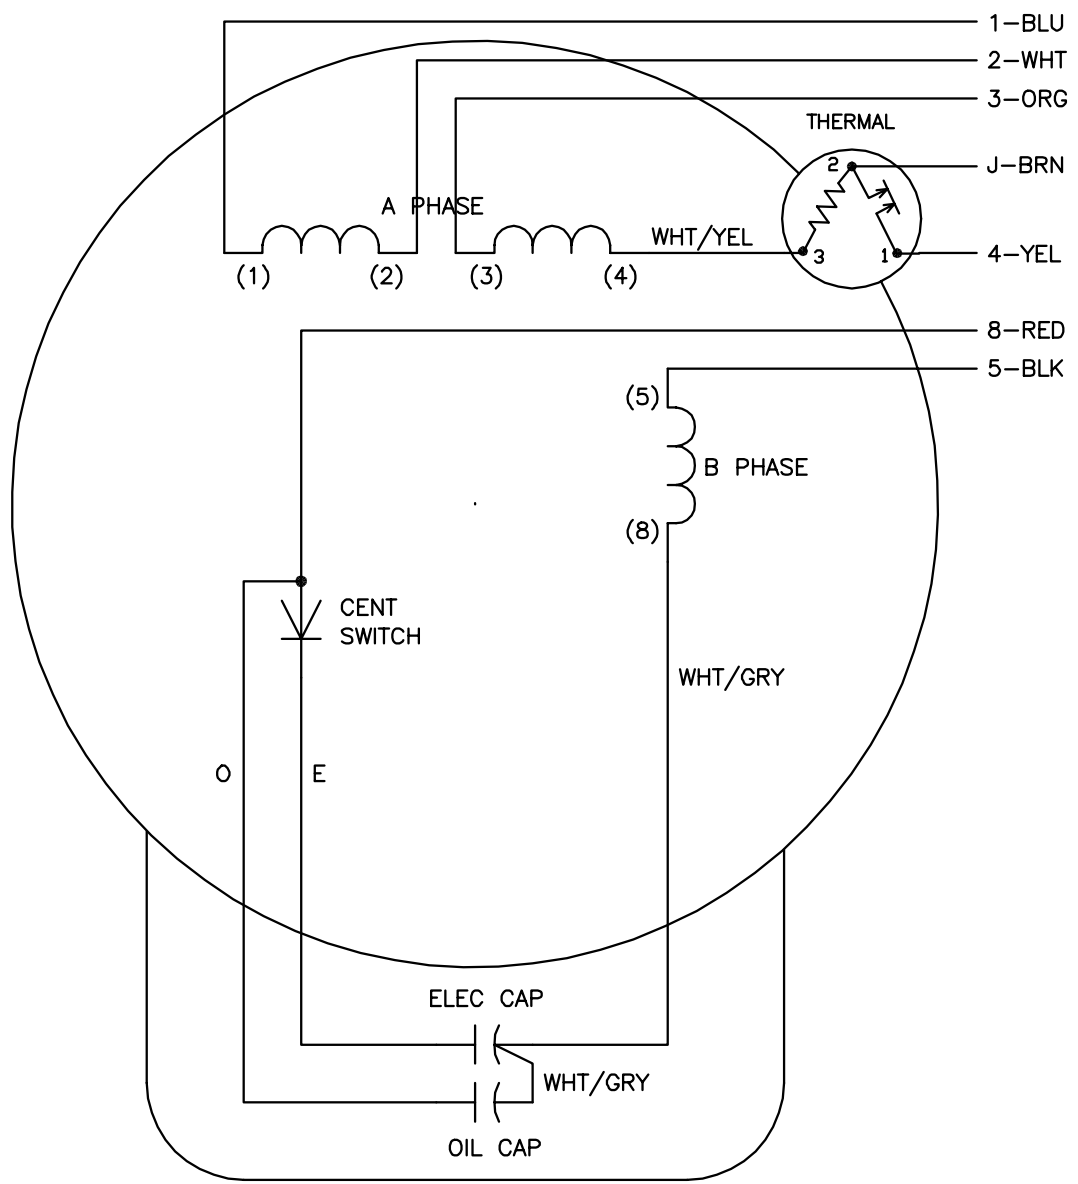 1-BLU
2-WHT
3-ORG
THERMAL
2
J-BRN
A PHASE
WHT/YEL
3
1
4-YEL
(1)
(2)
(3)
(4)
8-RED
5-BLK
(5)
B PHASE
(8)
CENT
SWITCH
WHT/GRY
O
E
ELEC CAP
WHT/GRY
OIL CAP